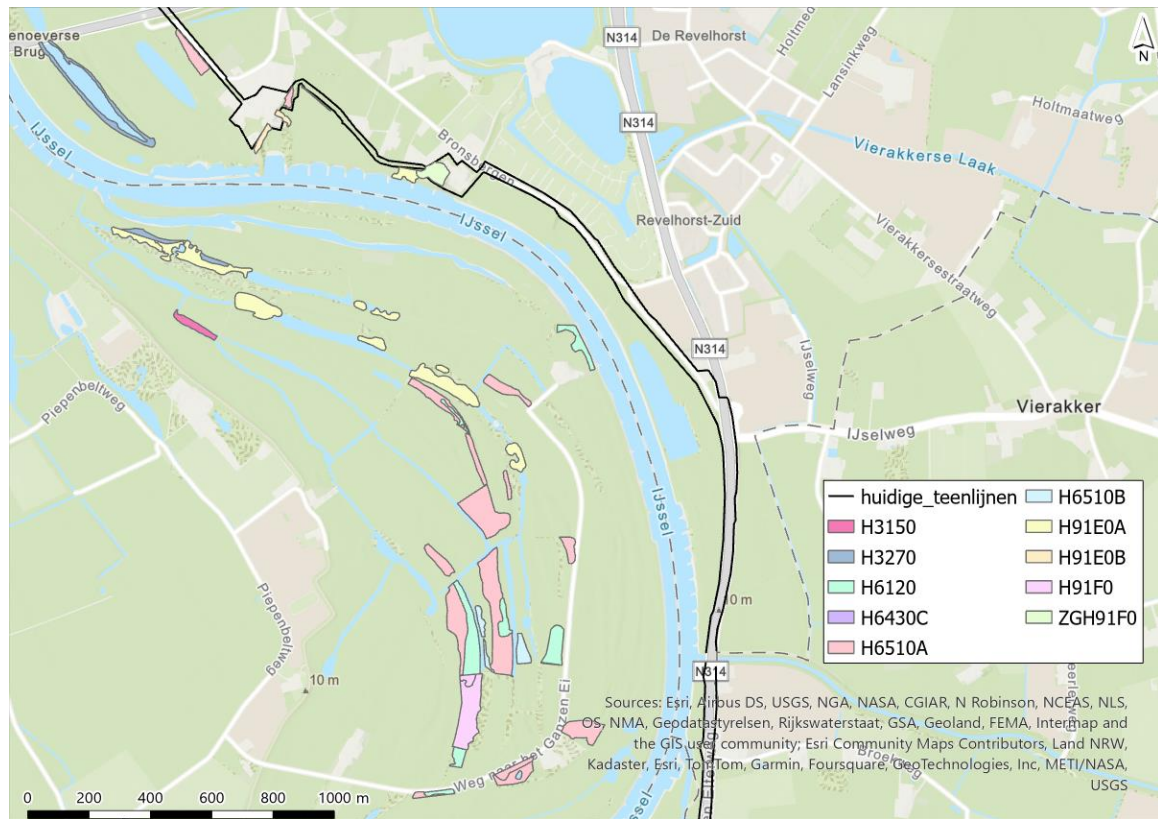 enoeverse
Brug
IJssel
N314
De Revelhorst
Holtmee
Lansinkweg
N
Holtmaatweg
N314
Bronsbergen
Vierakkerse Laak
IJssel
Revelhorst-Zuid
Vierakkersestraatweg
N314
IJselweg
Piepenbeltweg
Vierakker
IJselweg
IJssel
huidige_teenlijnen
H3150
H3270
H6120
H6430C
H6510A
H6510B
H91E0A
H91E0B
H91F0
ZGH91F0
Piepenbeltweg
10 m
10 m
N314
Weg naar het Ganzen Ei
IJssel
Sources: Esri, Airbus DS, USGS, NGA, NASA, CGIAR, N Robinson, NCEAS, NLS,
OS, NMA, Geodatastyrelsen, Rijkswaterstaat, GSA, Geoland, FEMA, Intermap and
the GIS user community; Esri Community Maps Contributors, Land NRW,
Kadaster, Esri, TomTom, Garmin, Foursquare, GeoTechnologies, Inc, METI/NASA,
USGS
0 200 400 600 800 1000 m